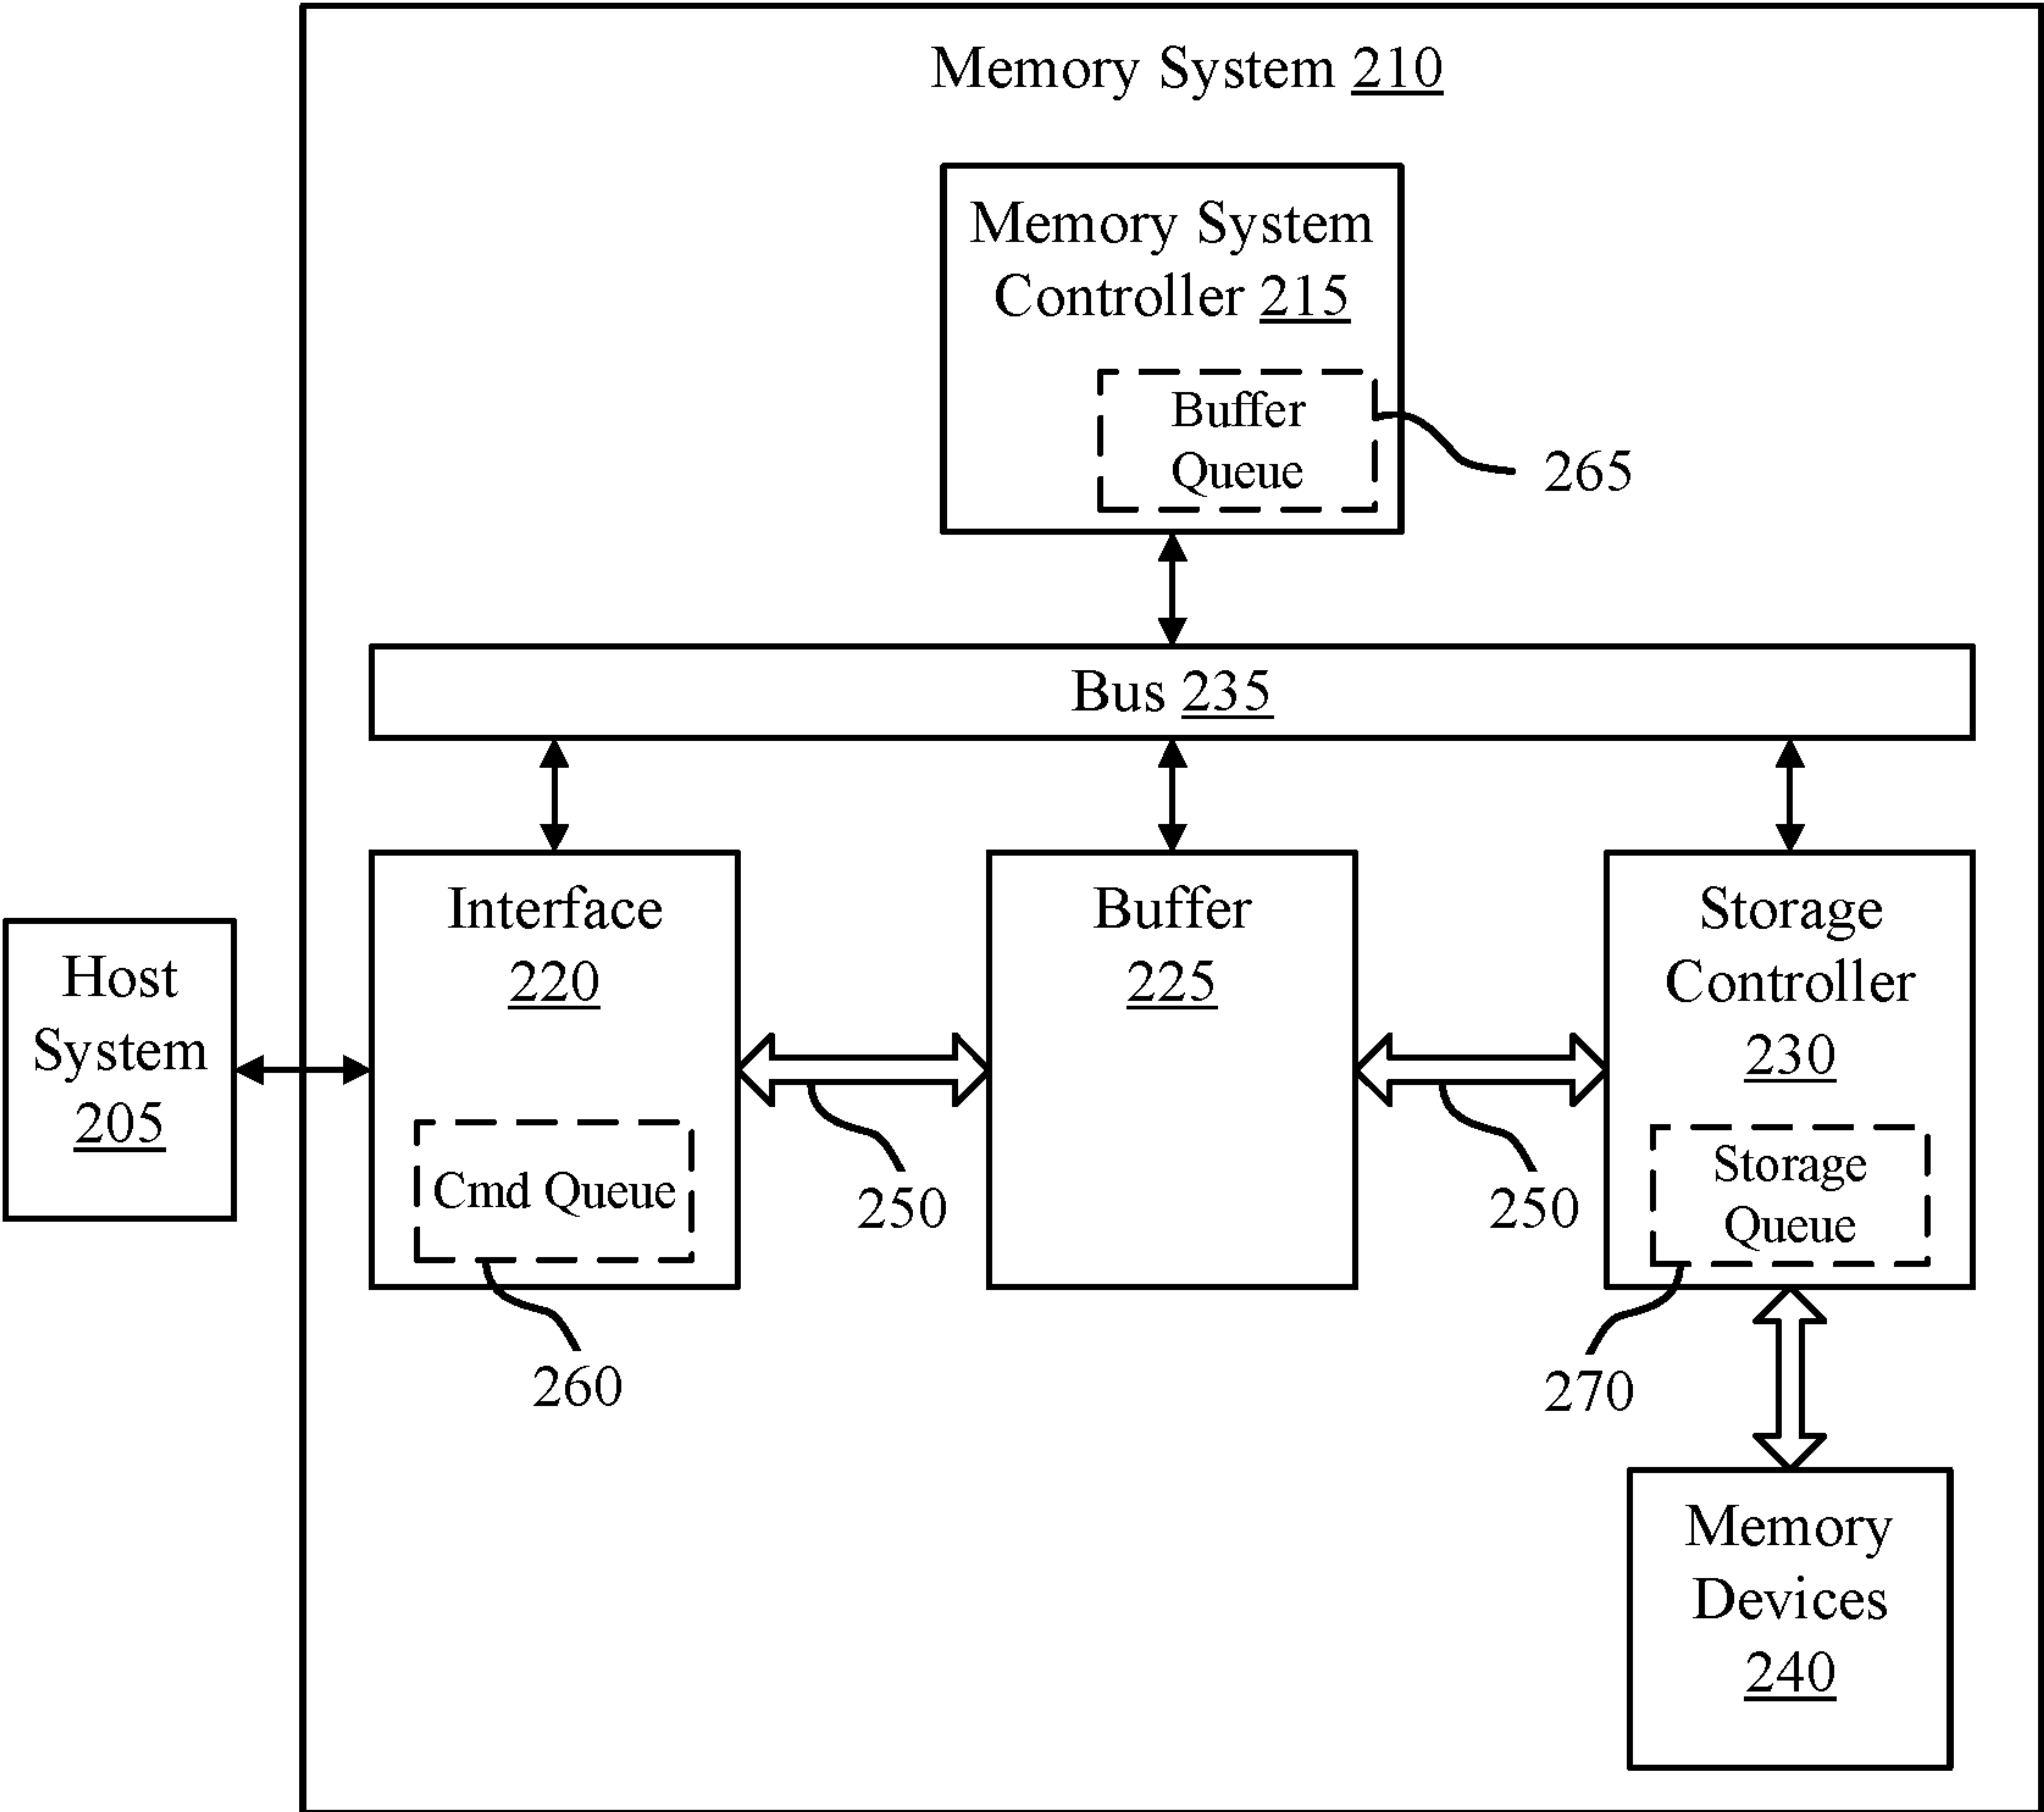 Memory System 210
Memory System
Controller 215
Buffer
Queue
265
Bus 235
Interface
220
Cmd Queue
260
Buffer
225
Storage
Controller
230
Storage
Queue
270
Host
System
205
250
250
Memory
Devices
240